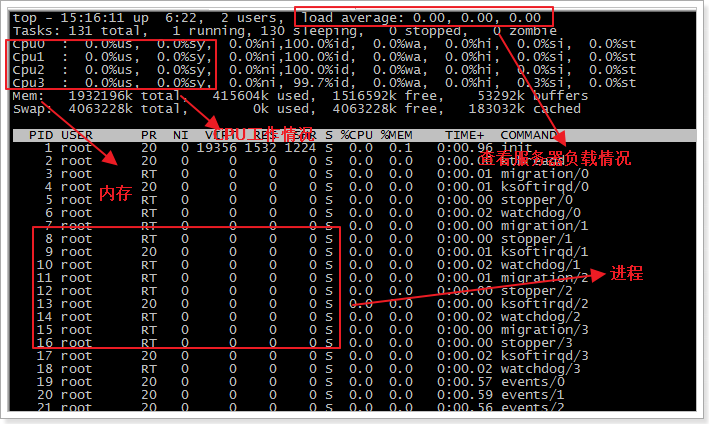 top - 15:16:11 up  6:22,  2 users,  load average: 0.00, 0.00, 0.00
Tasks: 131 total,   1 running, 130 sleeping,   0 stopped,   0 zombie
Cpu0  :  0.0%us,  0.0%sy,  0.0%ni,100.0%id,  0.0%wa,  0.0%hi,  0.0%si,  0.0%st
Cpu1  :  0.0%us,  0.0%sy,  0.0%ni,100.0%id,  0.0%wa,  0.0%hi,  0.0%si,  0.0%st
Cpu2  :  0.0%us,  0.0%sy,  0.0%ni,100.0%id,  0.0%wa,  0.0%hi,  0.0%si,  0.0%st
Cpu3  :  0.0%us,  0.0%sy,  0.0%ni, 99.7%id,  0.0%wa,  0.0%hi,  0.3%si,  0.0%st
Mem:   1932196k total,   415604k used,  1516592k free,    53292k buffers
Swap:  4063228k total,        0k used,  4063228k free,   183032k cached
CPU工作情况
PID USER      PR  NI  VIRT  RES  SHR S %CPU %MEM    TIME+  COMMAND
1 root      20   0 19356 1532 1224 S  0.0  0.1   0:00.96 init
查看服务器负载情况
2 root      20   0     0    0    0 S  0.0  0.0   0:00.00 kthreadd
3 root      RT   0     0    0    0 S  0.0  0.0   0:00.01 migration/0
内存
4 root      20   0     0    0    0 S  0.0  0.0   0:00.01 ksoftirqd/0
5 root      RT   0     0    0    0 S  0.0  0.0   0:00.00 stopper/0
6 root      RT   0     0    0    0 S  0.0  0.0   0:00.02 watchdog/0
7 root      RT   0     0    0    0 S  0.0  0.0   0:00.01 migration/1
8 root      RT   0     0    0    0 S  0.0  0.0   0:00.00 stopper/1
9 root      20   0     0    0    0 S  0.0  0.0   0:00.01 ksoftirqd/1
10 root      RT   0     0    0    0 S  0.0  0.0   0:00.02 watchdog/1
进程
11 root      RT   0     0    0    0 S  0.0  0.0   0:00.01 migration/2
12 root      RT   0     0    0    0 S  0.0  0.0   0:00.00 stopper/2
13 root      20   0     0    0    0 S  0.0  0.0   0:00.00 ksoftirqd/2
14 root      RT   0     0    0    0 S  0.0  0.0   0:00.02 watchdog/2
15 root      RT   0     0    0    0 S  0.0  0.0   0:00.01 migration/3
16 root      RT   0     0    0    0 S  0.0  0.0   0:00.00 stopper/3
17 root      20   0     0    0    0 S  0.0  0.0   0:00.02 ksoftirqd/3
18 root      RT   0     0    0    0 S  0.0  0.0   0:00.02 watchdog/3
19 root      20   0     0    0    0 S  0.0  0.0   0:00.57 events/0
20 root      20   0     0    0    0 S  0.0  0.0   0:00.59 events/1
21 root      20   0     0    0    0 S  0.0  0.0   0:00.56 events/2